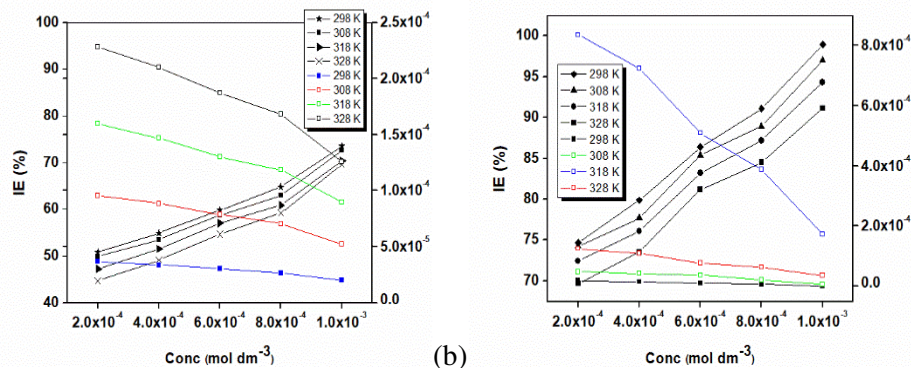 100
90
80
70
60
50
40
IE (%)
2.5x10⁻⁴
2.0x10⁻⁴
1.5x10⁻⁴
1.0x10⁻⁴
5.0x10⁻⁵
0.0
298 K
308 K
318 K
328 K
298 K
308 K
318 K
328 K
2.0x10⁻⁴ 4.0x10⁻⁴ 6.0x10⁻⁴ 8.0x10⁻⁴ 1.0x10⁻³
Conc (mol dm⁻³)
(b)
100
95
90
85
80
75
70
IE (%)
8.0x10⁻⁴
6.0x10⁻⁴
4.0x10⁻⁴
2.0x10⁻⁴
0.0
298 K
308 K
318 K
328 K
298 K
308 K
318 K
328 K
2.0x10⁻⁴ 4.0x10⁻⁴ 6.0x10⁻⁴ 8.0x10⁻⁴ 1.0x10⁻³
Conc (mol dm⁻³)